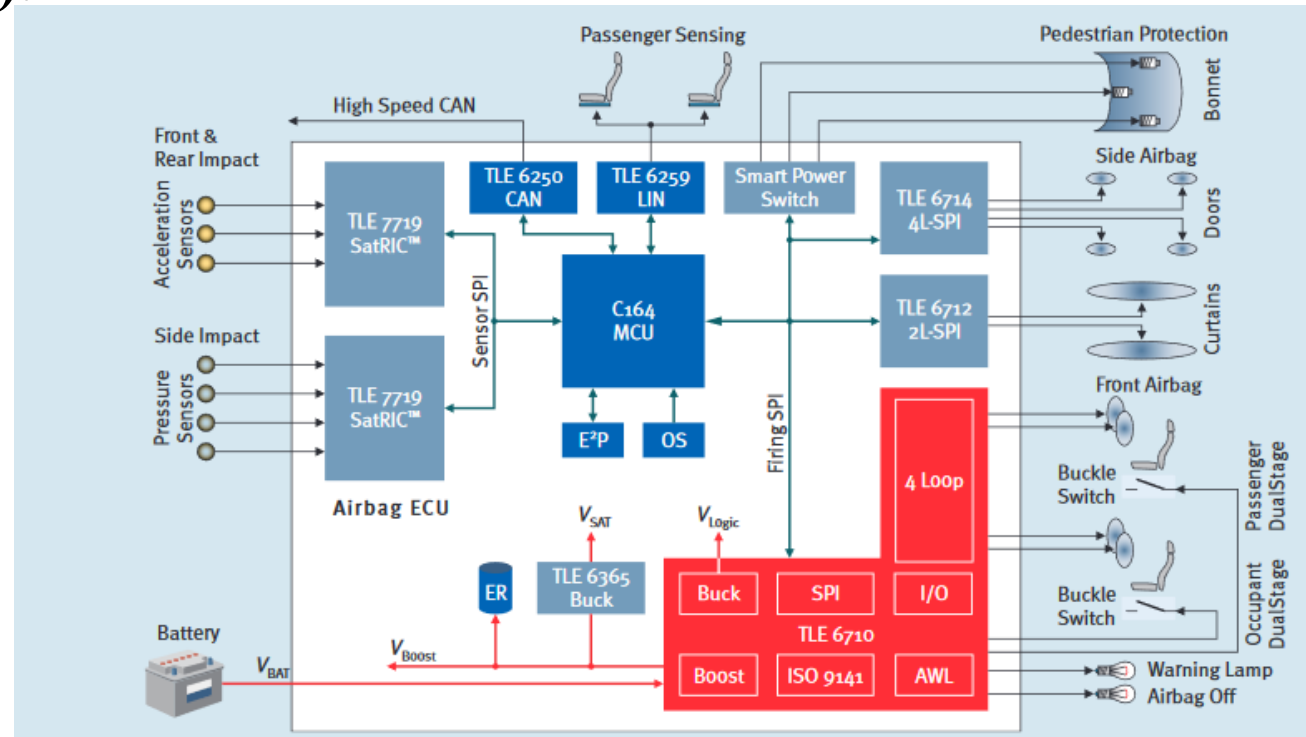 Passenger Sensing
Pedestrian Protection
Bonnet
High Speed CAN
Front &
Rear Impact
Acceleration
Sensors
TLE 7719
SatRIC™
TLE 6250
CAN
TLE 6259
LIN
Smart Power
Switch
TLE 6714
4L-SPI
Side Airbag
Doors
Sensor SPI
C164
MCU
TLE 6712
2L-SPI
Curtains
Side Impact
Pressure
Sensors
TLE 7719
SatRIC™
E²P
OS
Firing SPI
Front Airbag
4 Loop
Buckle
Switch
Passenger
DualStage
Airbag ECU
VSAT
VLogic
ER
TLE 6365
Buck
Buck
SPI
I/O
TLE 6710
Buckle
Switch
Occupant
DualStage
Battery
VBAT
VBoost
Boost
ISO 9141
AWL
Warning Lamp
Airbag Off